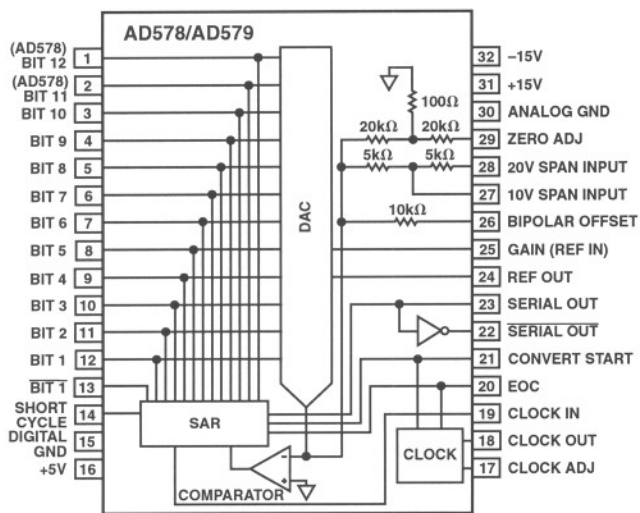 AD578/AD579
(AD578)
BIT 12 1
(AD578)
BIT 11 2
BIT 10 3
BIT 9 4
BIT 8 5
BIT 7 6
BIT 6 7
BIT 5 8
BIT 4 9
BIT 3 10
BIT 2 11
BIT 1 12
BIT 1 13
SHORT
CYCLE 14
DIGITAL
GND 15
+5V 16
DAC
SAR
COMPARATOR
-
+
100Ω
20kΩ 20kΩ
5kΩ 5kΩ
10kΩ
CLOCK
32 –15V
31 +15V
30 ANALOG GND
29 ZERO ADJ
28 20V SPAN INPUT
27 10V SPAN INPUT
26 BIPOLAR OFFSET
25 GAIN (REF IN)
24 REF OUT
23 SERIAL OUT
22 SERIAL OUT
21 CONVERT START
20 EOC
19 CLOCK IN
18 CLOCK OUT
17 CLOCK ADJ